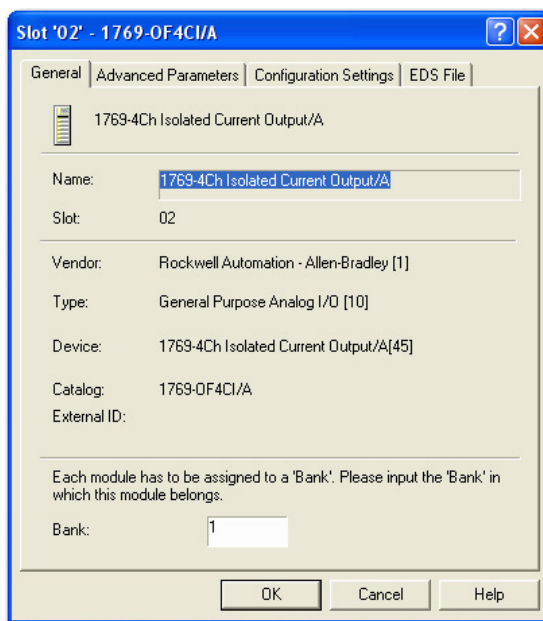 Slot '02' - 1769-OF4CI/A
General
Advanced Parameters
Configuration Settings
EDS File
1769-4Ch Isolated Current Output/A
Name: 1769-4Ch Isolated Current Output/A
Slot: 02
Vendor: Rockwell Automation - Allen-Bradley [1]
Type: General Purpose Analog I/O [10]
Device: 1769-4Ch Isolated Current Output/A[45]
Catalog: 1769-OF4CI/A
External ID:
Each module has to be assigned to a 'Bank'. Please input the 'Bank' in
which this module belongs.
Bank: 1
OK
Cancel
Help